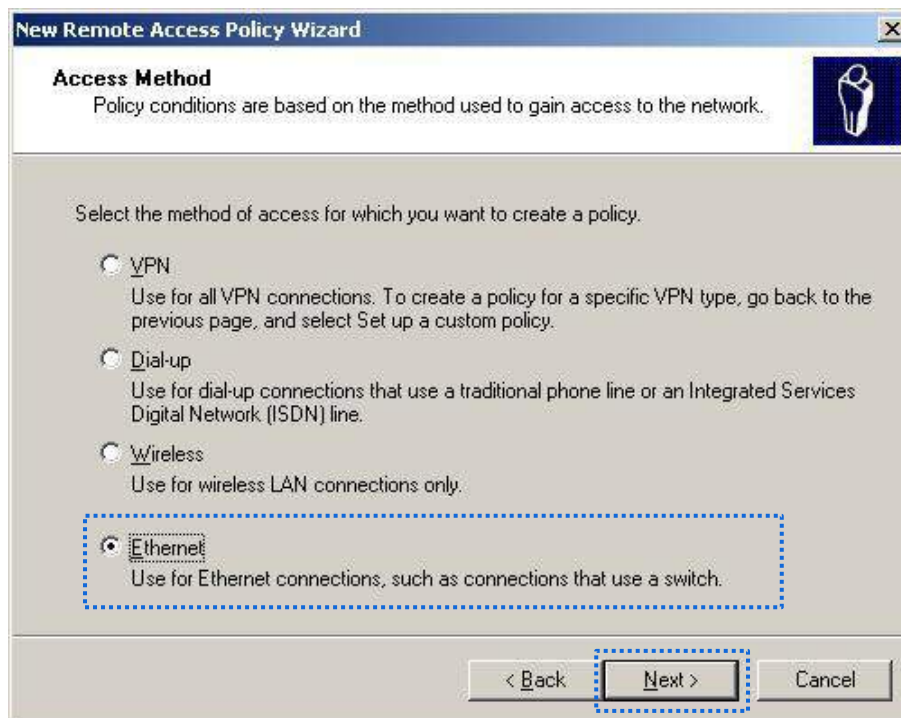 New Remote Access Policy Wizard
Access Method
Policy conditions are based on the method used to gain access to the network.
Select the method of access for which you want to create a policy.
VPN
Use for all VPN connections. To create a policy for a specific VPN type, go back to the
previous page, and select Set up a custom policy.
Dial-up
Use for dial-up connections that use a traditional phone line or an Integrated Services
Digital Network (ISDN) line.
Wireless
Use for wireless LAN connections only.
Ethernet
Use for Ethernet connections, such as connections that use a switch.
< Back Next > Cancel